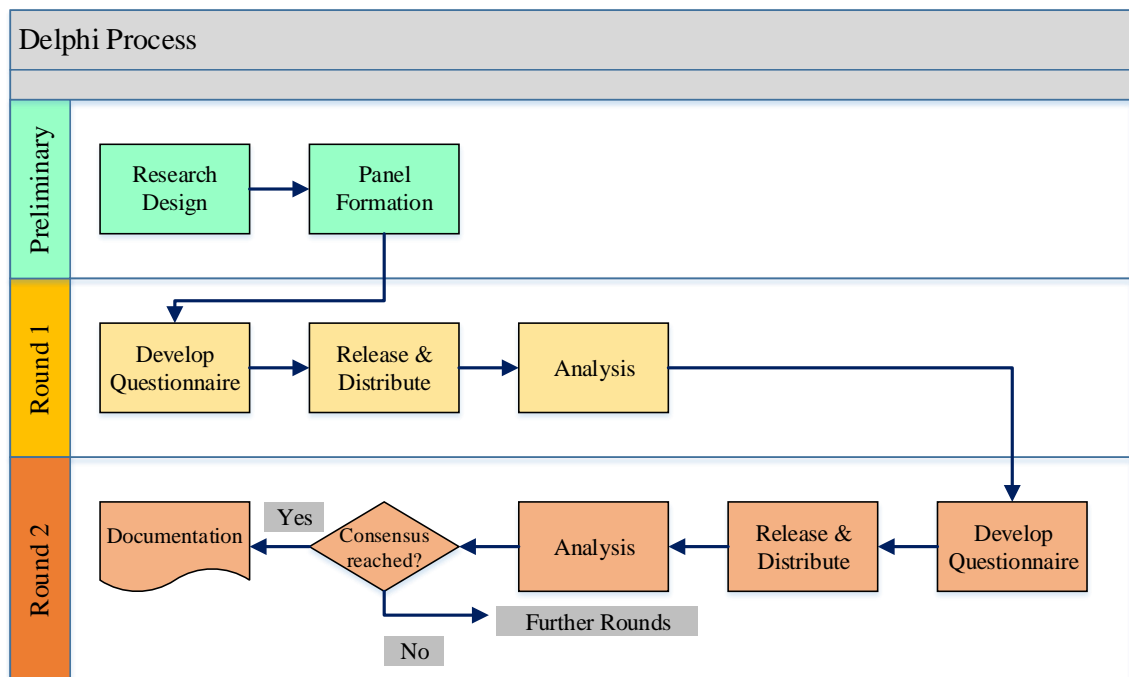 Delphi Process
Preliminary
Research
Design
Panel
Formation
Round 1
Develop
Questionnaire
Release &
Distribute
Analysis
Round 2
Documentation
Yes
Consensus
reached?
Analysis
Release &
Distribute
Develop
Questionnaire
No
Further Rounds